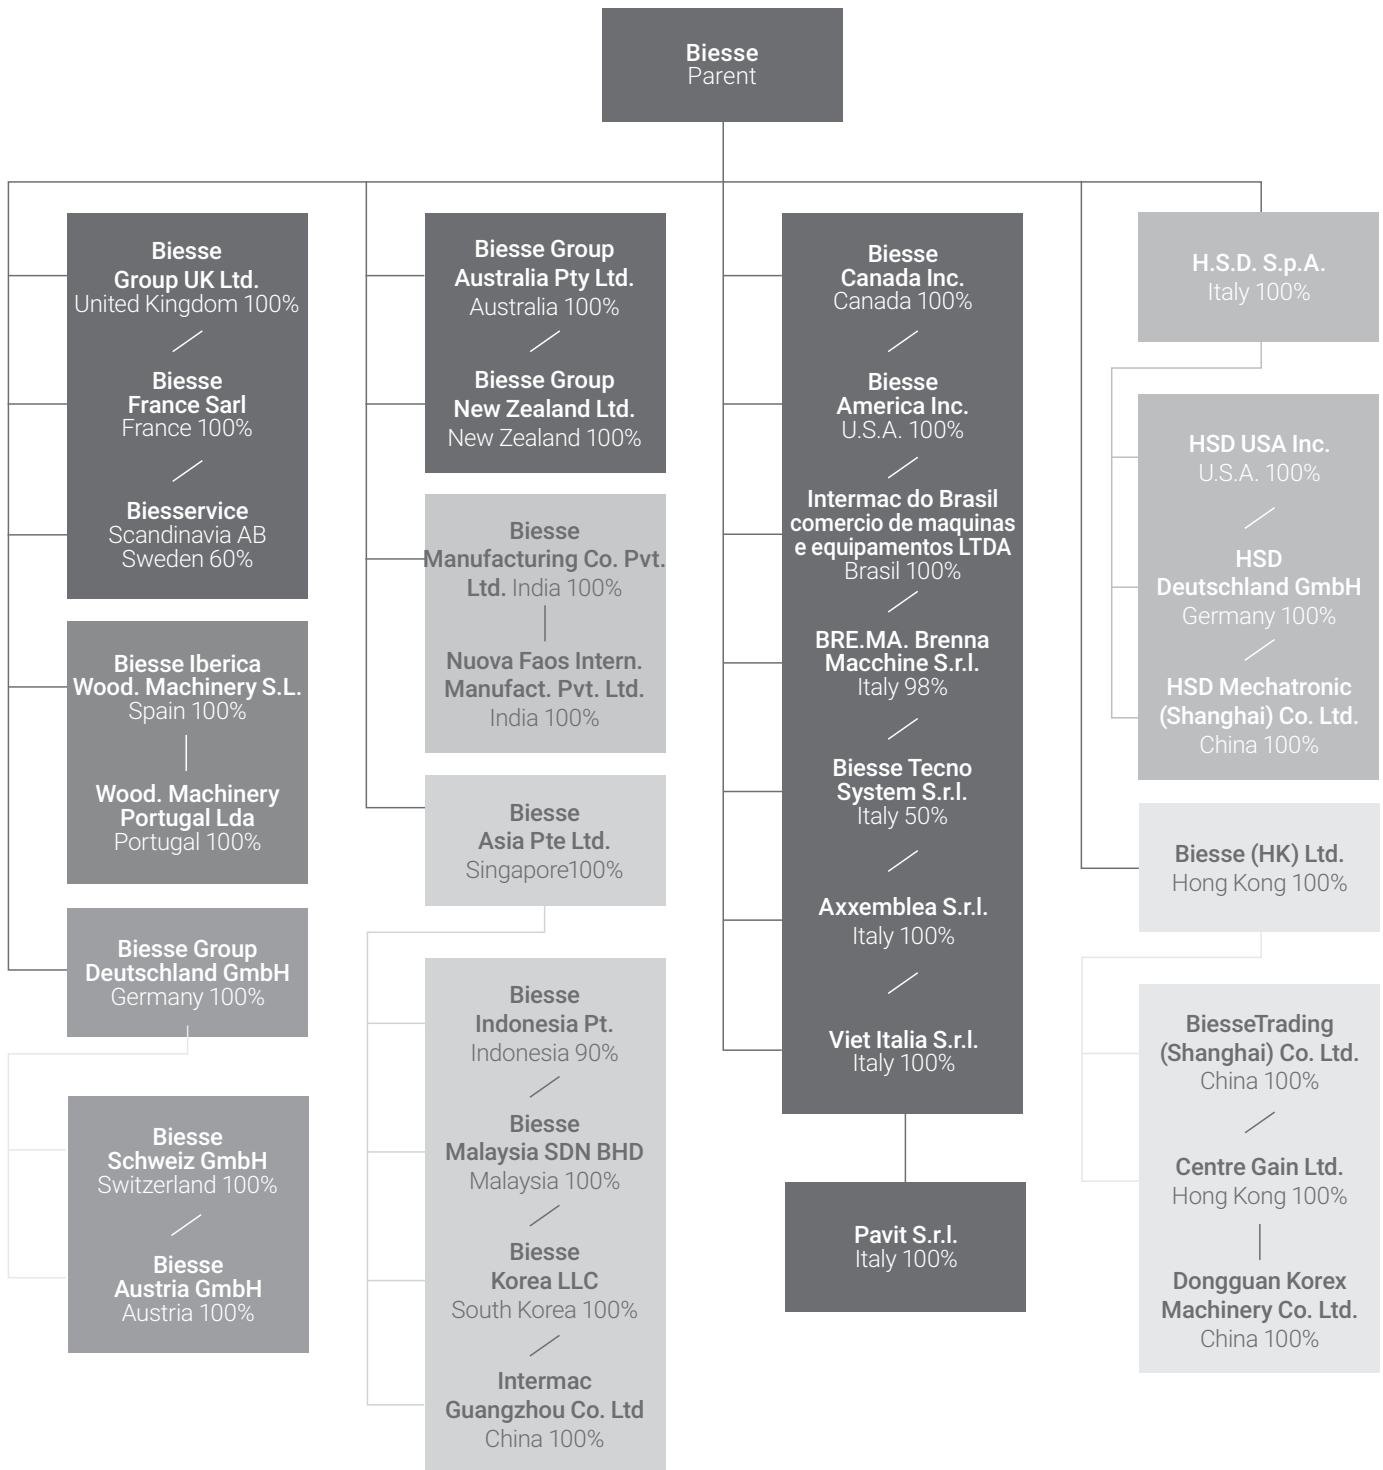 Biesse
Parent
Biesse
Group UK Ltd.
United Kingdom 100%
Biesse
France Sarl
France 100%
Biesservice
Scandinavia AB
Sweden 60%
Biesse Iberica
Wood. Machinery S.L.
Spain 100%
Wood. Machinery
Portugal Lda
Portugal 100%
Biesse Group
Deutschland GmbH
Germany 100%
Biesse
Schweiz GmbH
Switzerland 100%
Biesse
Austria GmbH
Austria 100%
Biesse Group
Australia Pty Ltd.
Australia 100%
Biesse Group
New Zealand Ltd.
New Zealand 100%
Biesse
Manufacturing Co. Pvt.
Ltd. India 100%
Nuova Faos Intern.
Manufact. Pvt. Ltd.
India 100%
Biesse
Asia Pte Ltd.
Singapore100%
Biesse
Indonesia Pt.
Indonesia 90%
Biesse
Malaysia SDN BHD
Malaysia 100%
Biesse
Korea LLC
South Korea 100%
Intermac
Guangzhou Co. Ltd
China 100%
Biesse
Canada Inc.
Canada 100%
Biesse
America Inc.
U.S.A. 100%
Intermac do Brasil
comercio de maquinas
e equipamentos LTDA
Brasil 100%
BRE.MA. Brenna
Macchine S.r.l.
Italy 98%
Biesse Tecno
System S.r.l.
Italy 50%
Axxemblea S.r.l.
Italy 100%
Viet Italia S.r.l.
Italy 100%
Pavit S.r.l.
Italy 100%
H.S.D. S.p.A.
Italy 100%
HSD USA Inc.
U.S.A. 100%
HSD
Deutschland GmbH
Germany 100%
HSD Mechatronic
(Shanghai) Co. Ltd.
China 100%
Biesse (HK) Ltd.
Hong Kong 100%
BiesseTrading
(Shanghai) Co. Ltd.
China 100%
Centre Gain Ltd.
Hong Kong 100%
Dongguan Korex
Machinery Co. Ltd.
China 100%